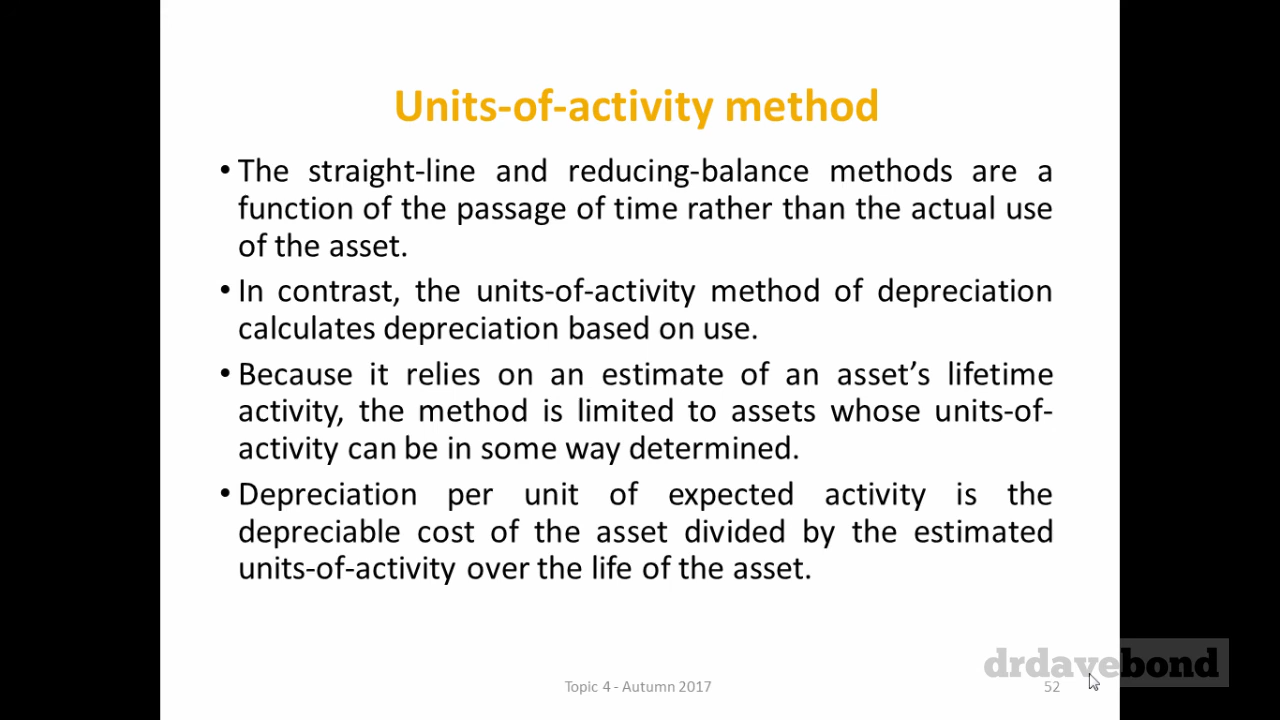 Units-of-activity method
• The straight-line and reducing-balance methods are a
function of the passage of time rather than the actual use
of the asset.
• In contrast, the units-of-activity method of depreciation
calculates depreciation based on use.
• Because it relies on an estimate of an asset’s lifetime
activity, the method is limited to assets whose units-of-
activity can be in some way determined.
• Depreciation per unit of expected activity is the
depreciable cost of the asset divided by the estimated
units-of-activity over the life of the asset.
drdavebond
Topic 4 - Autumn 2017
52